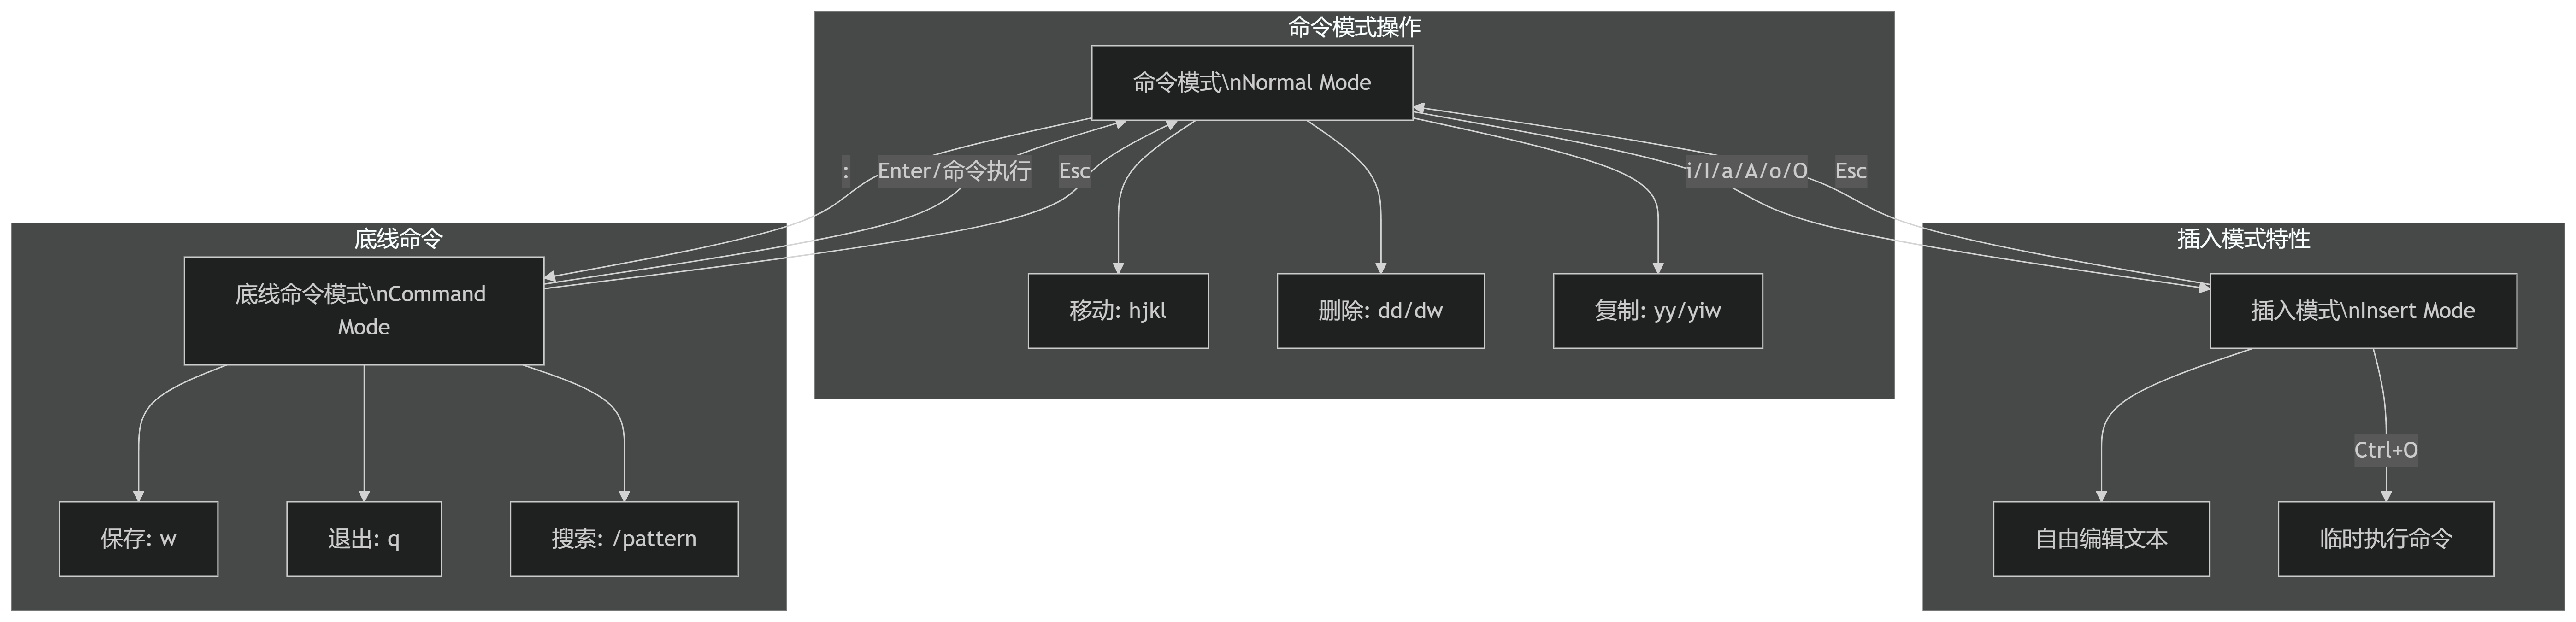 命令模式操作
命令模式\nNormal Mode
:
Enter/命令执行
Esc
i/I/a/A/o/O
Esc
底线命令
底线命令模式\nCommand
Mode
移动: hjkl
删除: dd/dw
复制: yy/yiw
插入模式特性
插入模式\nInsert Mode
Ctrl+O
保存: w
退出: q
搜索: /pattern
自由编辑文本
临时执行命令